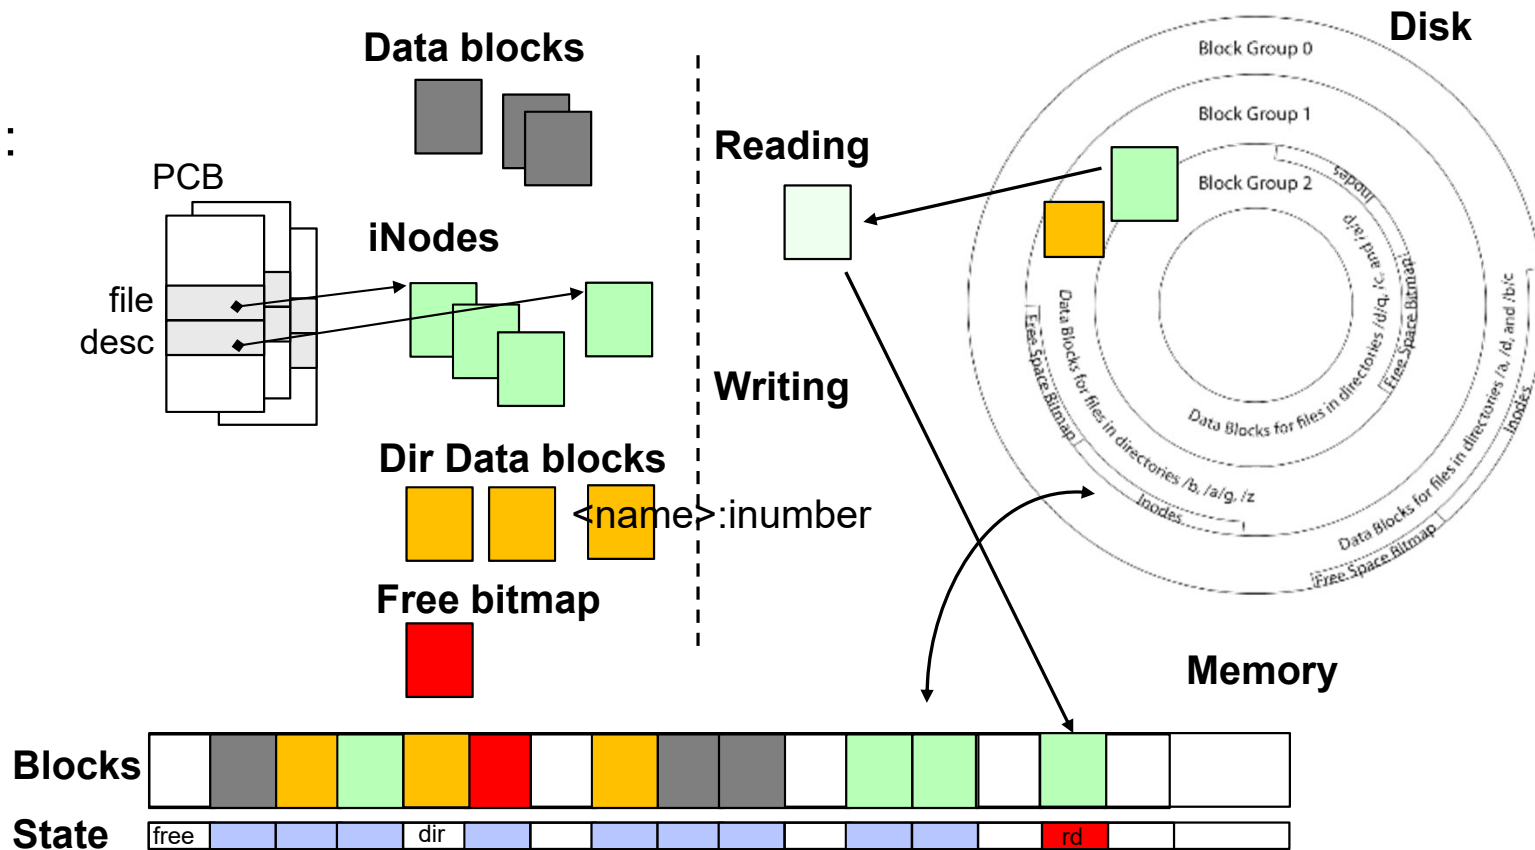 Data blocks
Disk
Block Group 0
Block Group 1
:
Reading
PCB
Block Group 2
Inodes
iNodes
Data Blocks for files in directories /d/q, /c, and /a/p
Free Space Bitmap
file
desc
Data Blocks for files in directories /b, /a/g, /z
Free Space Bitmap
Inodes
Data Blocks for files in directories /a, /d, and /b/c
Free Space Bitmap
Inodes
Writing
Dir Data blocks
<name>:inumber
Free bitmap
Memory
Blocks
State
free
dir
rd